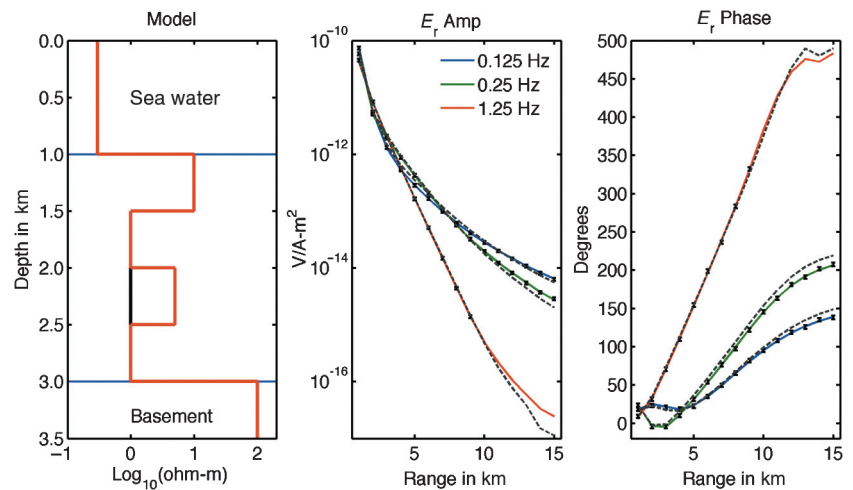 Model
0.0
0.5
1.0
1.5
2.0
2.5
3.0
3.5
Depth in km
Sea water
Basement
−1 0 1 2
Log10(ohm-m)
Er Amp
10−10
10−12
10−14
10−16
V/A-m2
0.125 Hz
0.25 Hz
1.25 Hz
5 10 15
Range in km
Er Phase
500
450
400
350
300
250
200
150
100
50
0
Degrees
5 10 15
Range in km